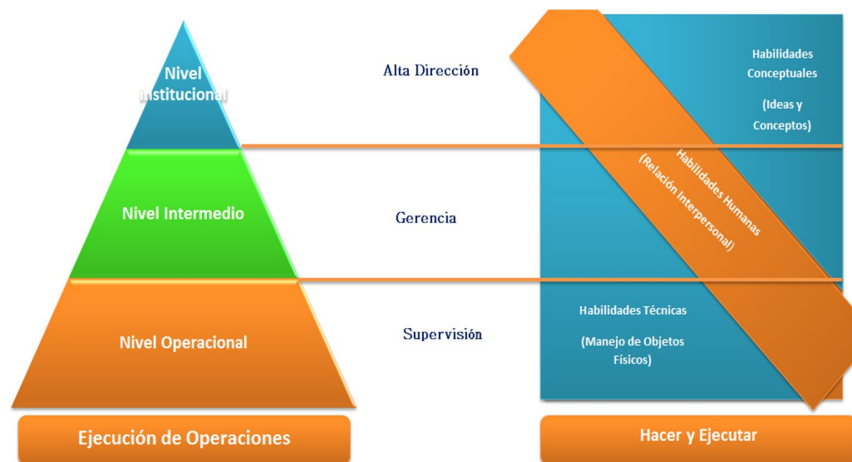 Nivel
Institucional
Alta Dirección
Habilidades
Conceptuales
(Ideas y
Conceptos)
Nivel Intermedio
Gerencia
Habilidades Humanas
(Relación Interpersonal)
Nivel Operacional
Supervisión
Habilidades Técnicas
(Manejo de Objetos
Físicos)
Ejecución de Operaciones
Hacer y Ejecutar